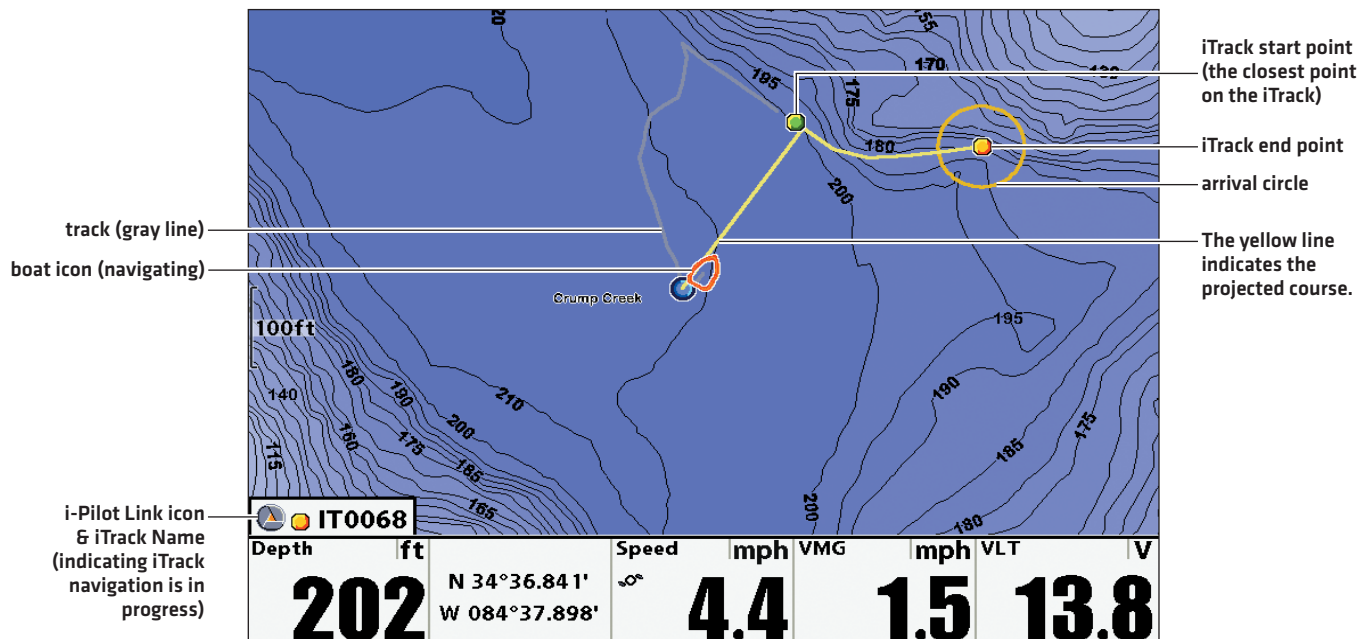 iTrack start point
(the closest point
on the iTrack)
iTrack end point
arrival circle
The yellow line
indicates the
projected course.
track (gray line)
boat icon (navigating)
i-Pilot Link icon
& iTrack Name
(indicating iTrack
navigation is in
progress)
20
155
170
130
195
175
180
200
Crump Creek
100ft
195
140
180
190
210
200
160
175
115
185
165
190
175
185
200
180
IT0068
Depth ft
202
N 34°36.841'
W 084°37.898'
Speed mph
4.4
VMG mph
1.5
VLT V
13.8